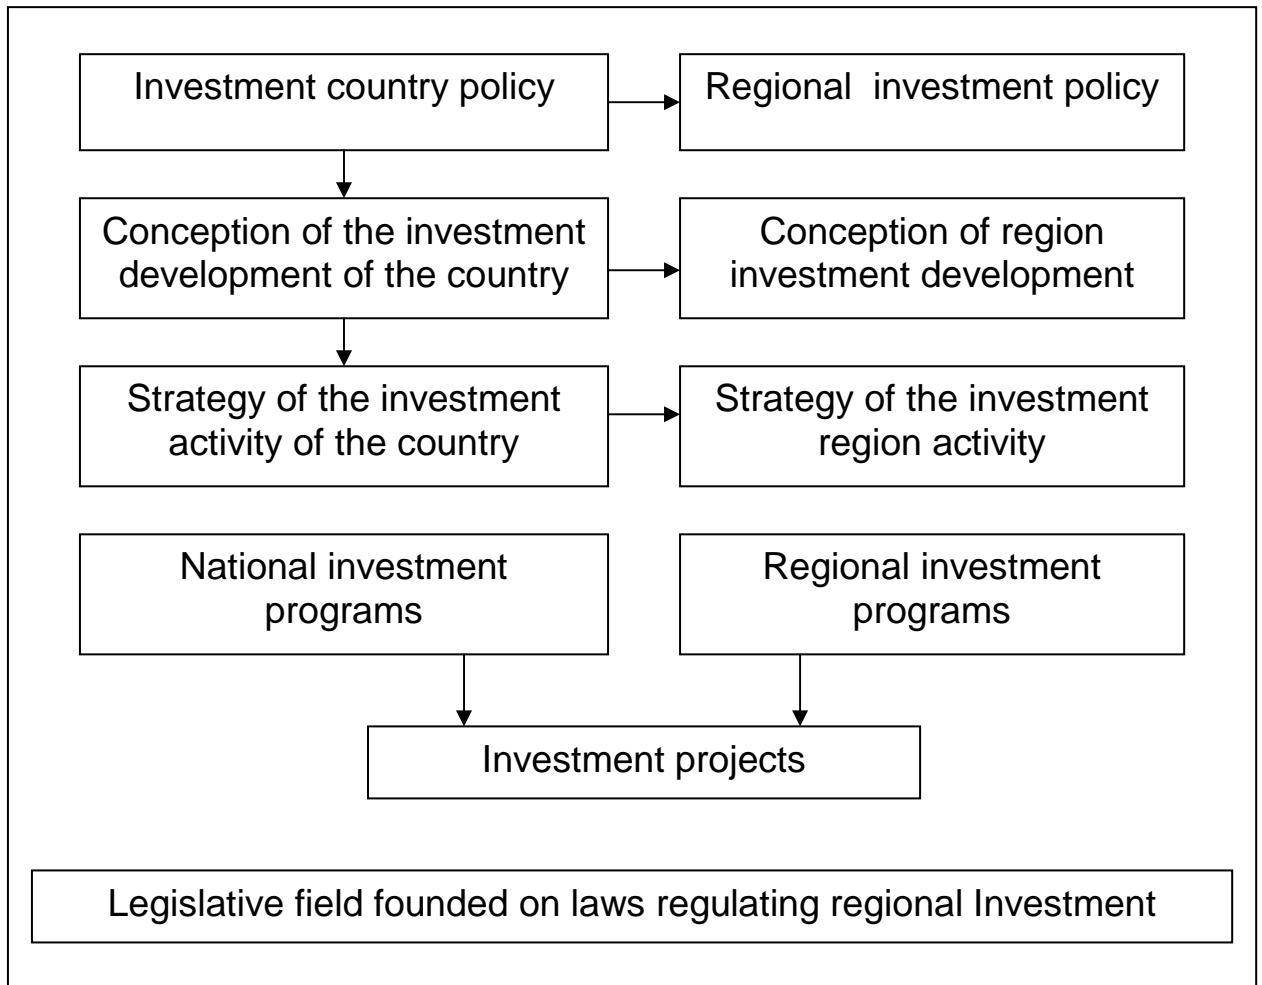 Investment country policy
Regional investment policy
Conception of the investment
development of the country
Conception of region
investment development
Strategy of the investment
activity of the country
Strategy of the investment
region activity
National investment
programs
Regional investment
programs
Investment projects
Legislative field founded on laws regulating regional Investment